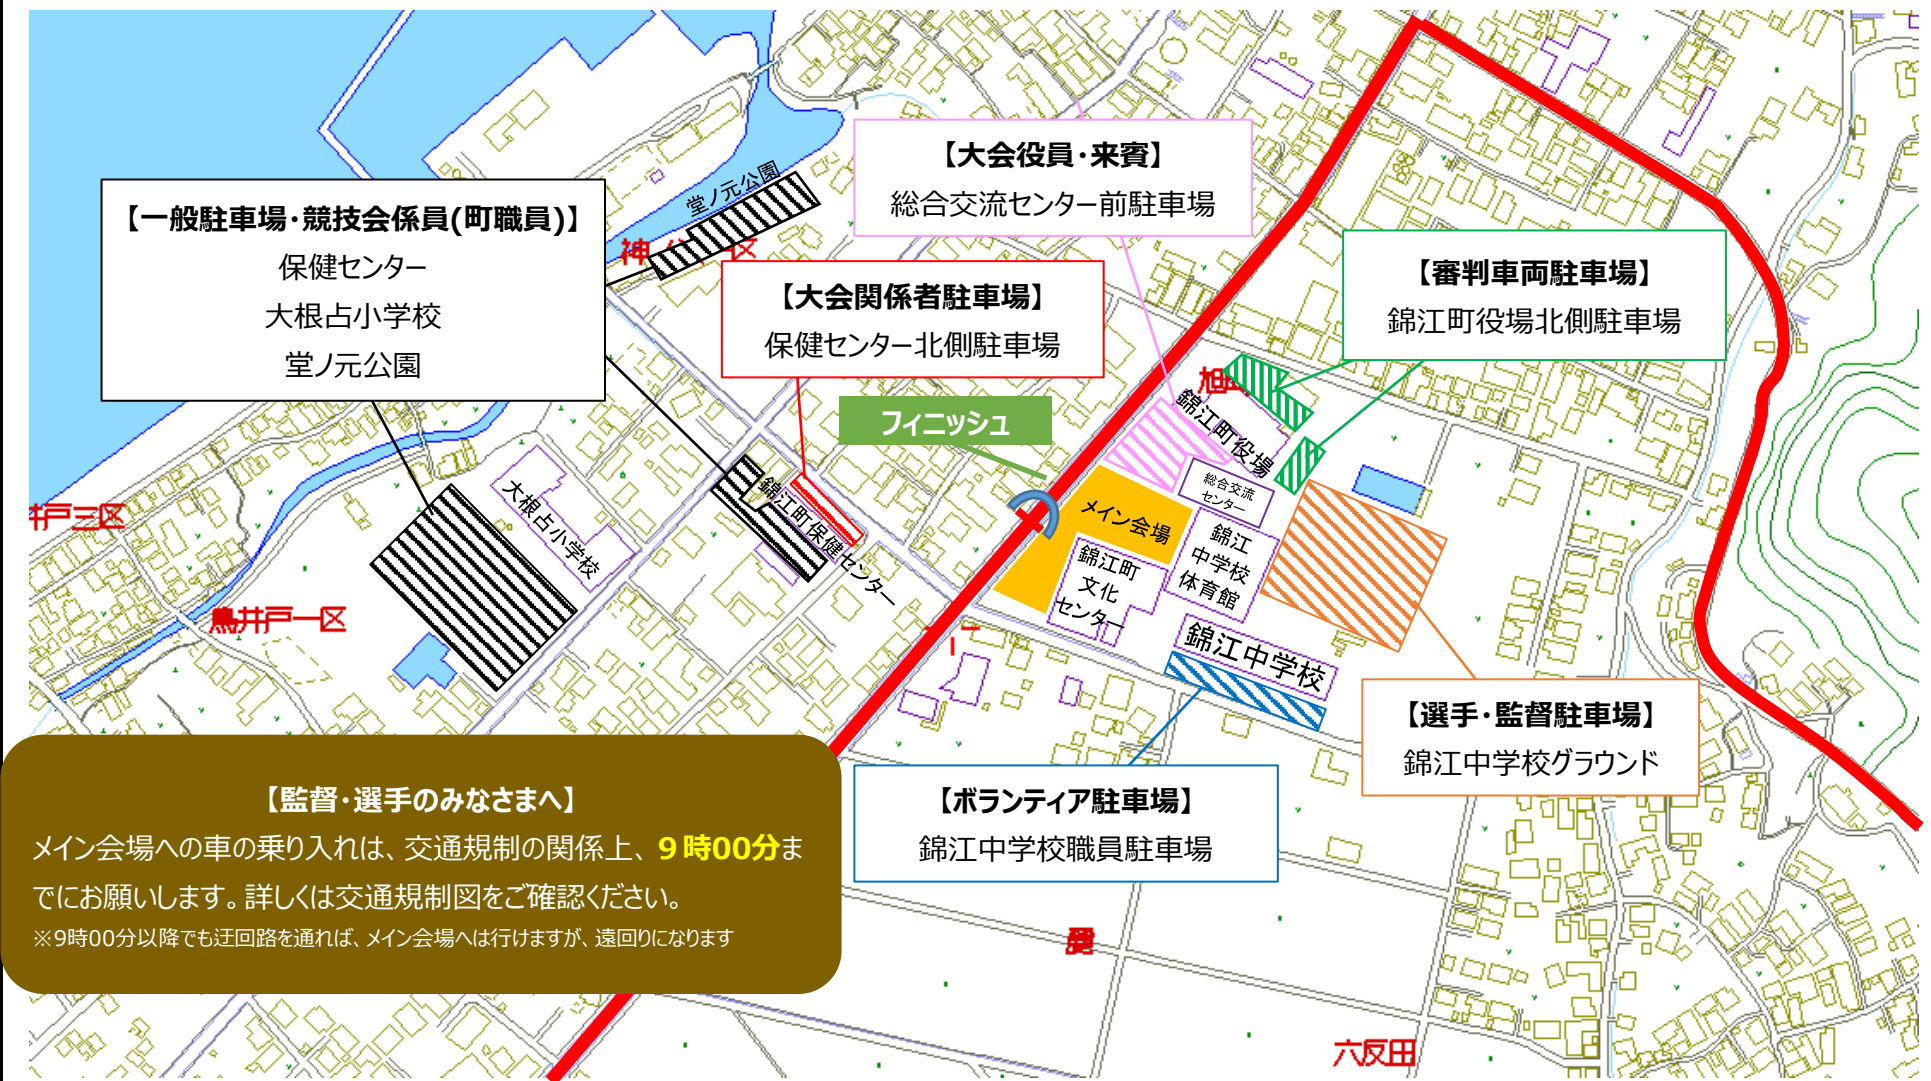 【大会役員・来賓】
総合交流センター前駐車場
【一般駐車場・競技会係員(町職員)】
保健センター
大根占小学校
堂ノ元公園
堂ノ元公園
【大会関係者駐車場】
保健センター北側駐車場
【審判車両駐車場】
錦江町役場北側駐車場
フィニッシュ
錦江町役場
総合交流
センター
メイン会場
錦江
中学校
体育館
錦江町
文化
センター
錦江中学校
大根占小学校
錦江町保健センター
鳥井戸一区
【選手・監督駐車場】
錦江中学校グラウンド
【ボランティア駐車場】
錦江中学校職員駐車場
【監督・選手のみなさまへ】
メイン会場への車の乗り入れは、交通規制の関係上、9時00分ま
でにお願いします。詳しくは交通規制図をご確認ください。
※9時00分以降でも迂回路を通れば、メイン会場へは行けますが、遠回りになります
六反田